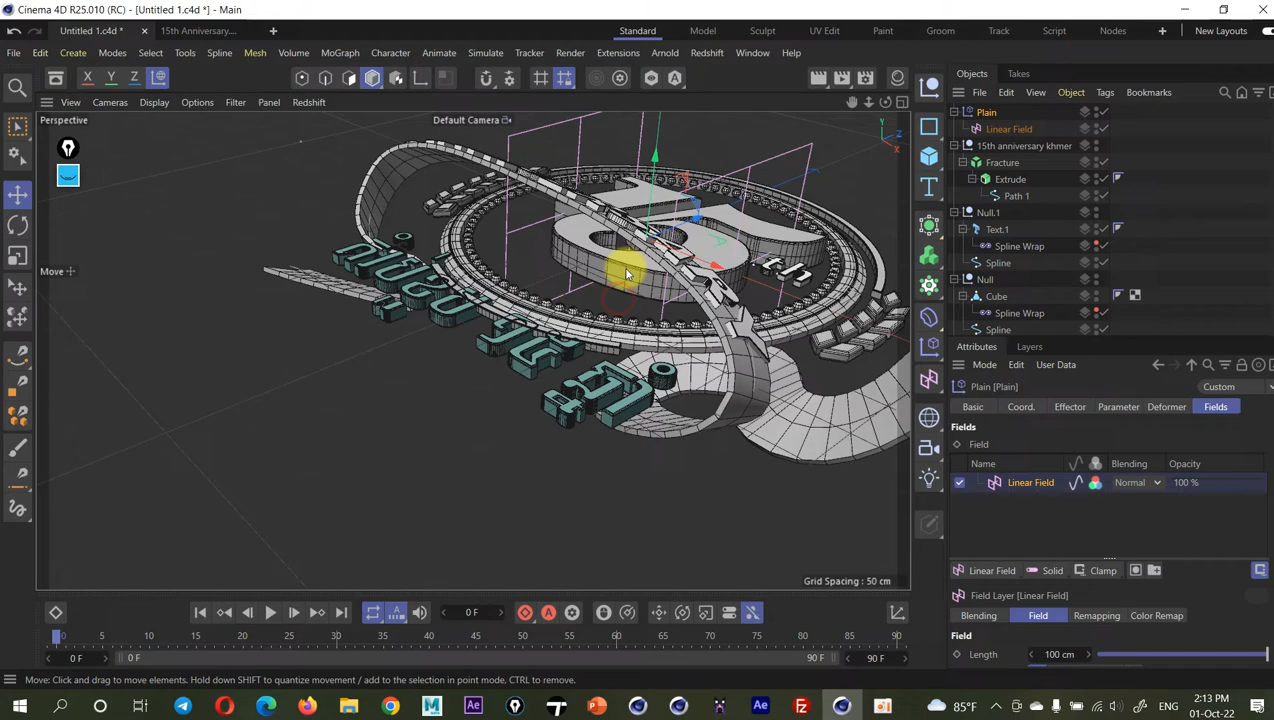 Cinema 4D R25.010 (RC) - [Untitled 1.c4d *] - Main
Untitled 1.c4d *
15th Anniversary....
Standard
Model
Sculpt
UV Edit
Paint
Groom
Track
Script
Nodes
New Layouts
File Edit Create Modes Select Tools Spline Mesh Volume MoGraph Character Animate Simulate Tracker Render Extensions Arnold Redshift Window Help
X Y Z
Objects Takes
View Cameras Display Options Filter Panel Redshift
File Edit View Object Tags Bookmarks
Perspective
Default Camera
Y
Z
X
Plain
Linear Field
15th anniversary khmer
Fracture
Extrude
Path 1
Null.1
Text.1
Spline Wrap
Spline
Null
Cube
Spline Wrap
Spline
Move
th
Attributes Layers
Mode Edit User Data
Plain [Plain]
Custom
Basic Coord. Effector Parameter Deformer Fields
Fields
Field
Name Blending Opacity
Linear Field Normal 100 %
Linear Field Solid Clamp
Field Layer [Linear Field]
Blending Field Remapping Color Remap
Field
Length 100 cm
Grid Spacing : 50 cm
0 F
0 5 10 15 20 25 30 35 40 45 50 55 60 65 70 75 80 85 90
0 F 0 F 90 F 90 F
Move: Click and drag to move elements. Hold down SHIFT to quantize movement / add to the selection in point mode, CTRL to remove.
85°F
ENG
2:13 PM
01-Oct-22